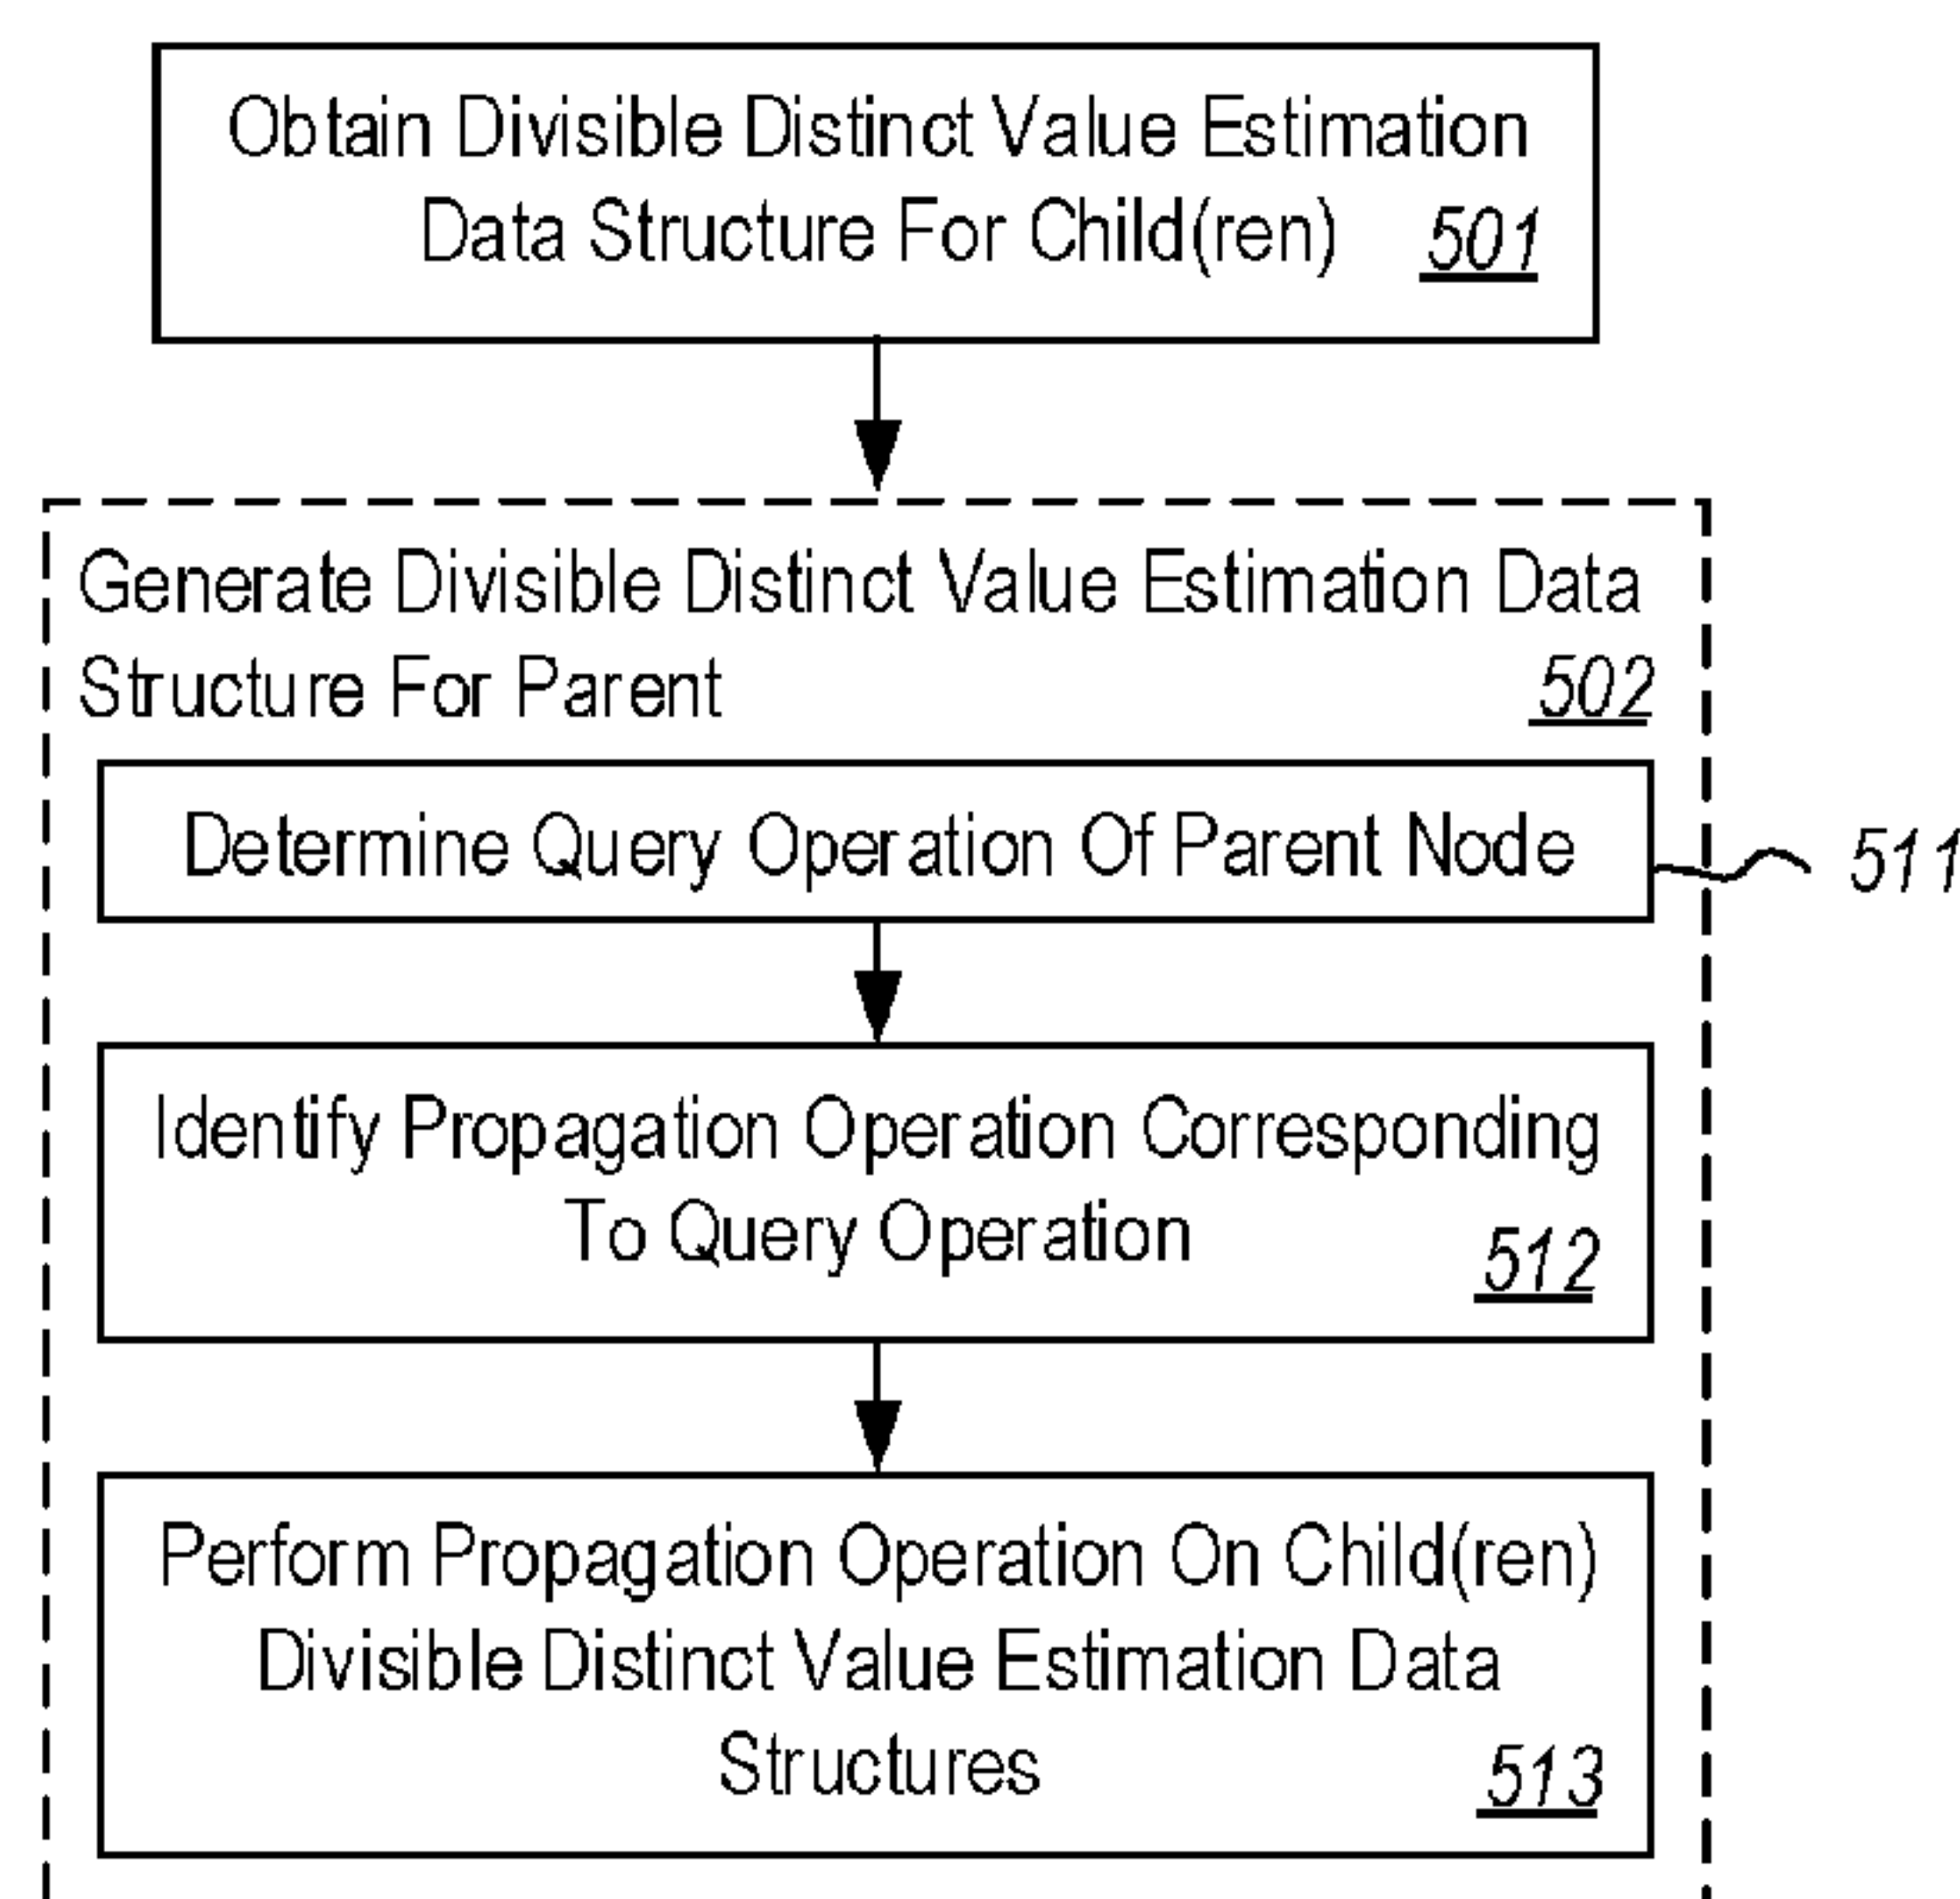 Obtain Divisible Distinct Value Estimation
Data Structure For Child(ren) 501
Generate Divisible Distinct Value Estimation Data
Structure For Parent 502
Determine Query Operation Of Parent Node 511
Identify Propagation Operation Corresponding
To Query Operation 512
Perform Propagation Operation On Child(ren)
Divisible Distinct Value Estimation Data
Structures 513